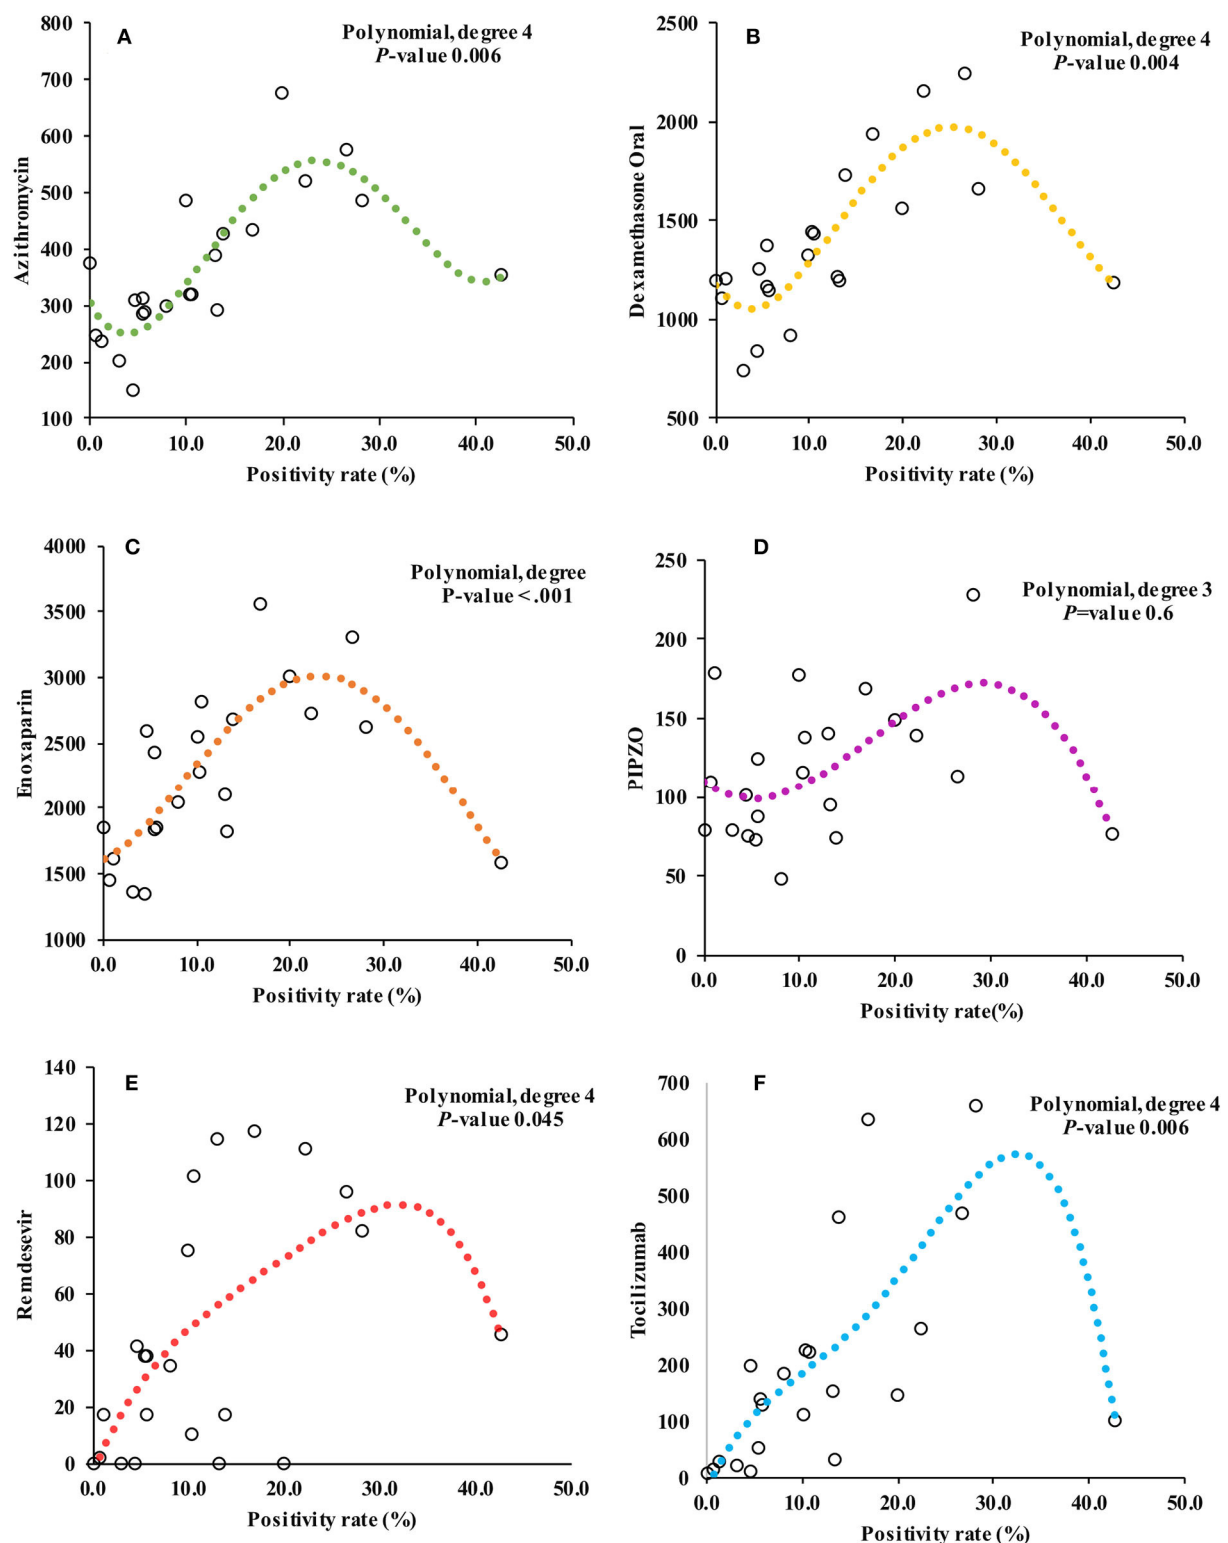 A
Polynomial, degree 4
P-value 0.006
800
700
600
500
400
300
200
100
Azithromycin
0.0 10.0 20.0 30.0 40.0 50.0
Positivity rate (%)
B
Polynomial, degree 4
P-value 0.004
2500
2000
1500
1000
500
Dexamethasone Oral
0.0 10.0 20.0 30.0 40.0 50.0
Positivity rate (%)
C
Polynomial, degree
P-value <.001
4000
3500
3000
2500
2000
1500
1000
Enoxaparin
0.0 10.0 20.0 30.0 40.0 50.0
Positivity rate (%)
D
Polynomial, degree 3
P=value 0.6
250
200
150
100
50
0
PIPZO
0.0 10.0 20.0 30.0 40.0 50.0
Positivity rate(%)
E
Polynomial, degree 4
P-value 0.045
140
120
100
80
60
40
20
0
Remdesevir
0.0 10.0 20.0 30.0 40.0 50.0
Positivity rate (%)
F
Polynomial, degree 4
P-value 0.006
700
600
500
400
300
200
100
0
Tocilizumab
0.0 10.0 20.0 30.0 40.0 50.0
Positivity rate (%)